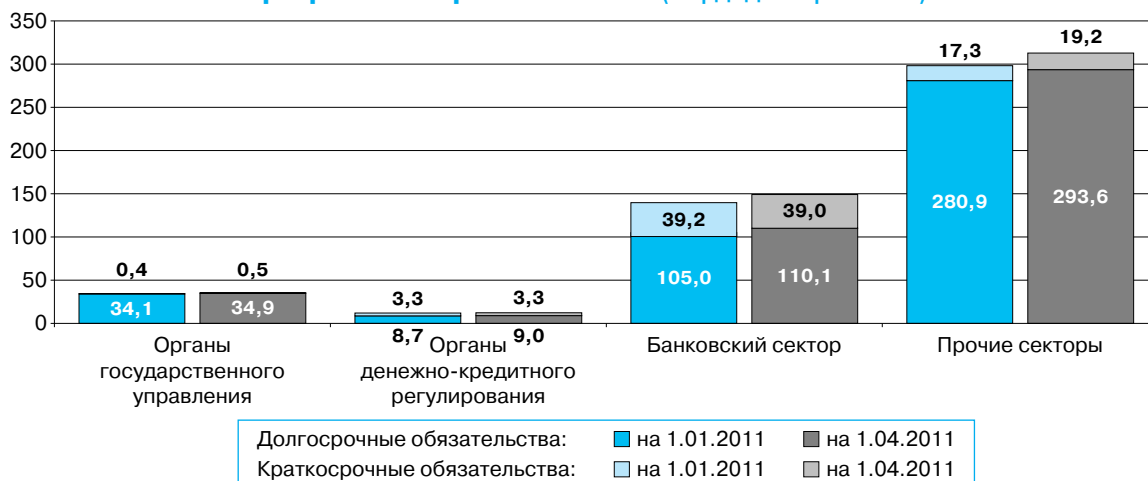 350
300
250
200
150
100
50
0
0,4
0,5
34,1
34,9
3,3
3,3
8,7
9,0
39,2
39,0
105,0
110,1
17,3
19,2
280,9
293,6
Органы
государственного
управления
Органы
денежно-кредитного
регулирования
Банковский сектор
Прочие секторы
Долгосрочные обязательства: на 1.01.2011 на 1.04.2011
Краткосрочные обязательства: на 1.01.2011 на 1.04.2011